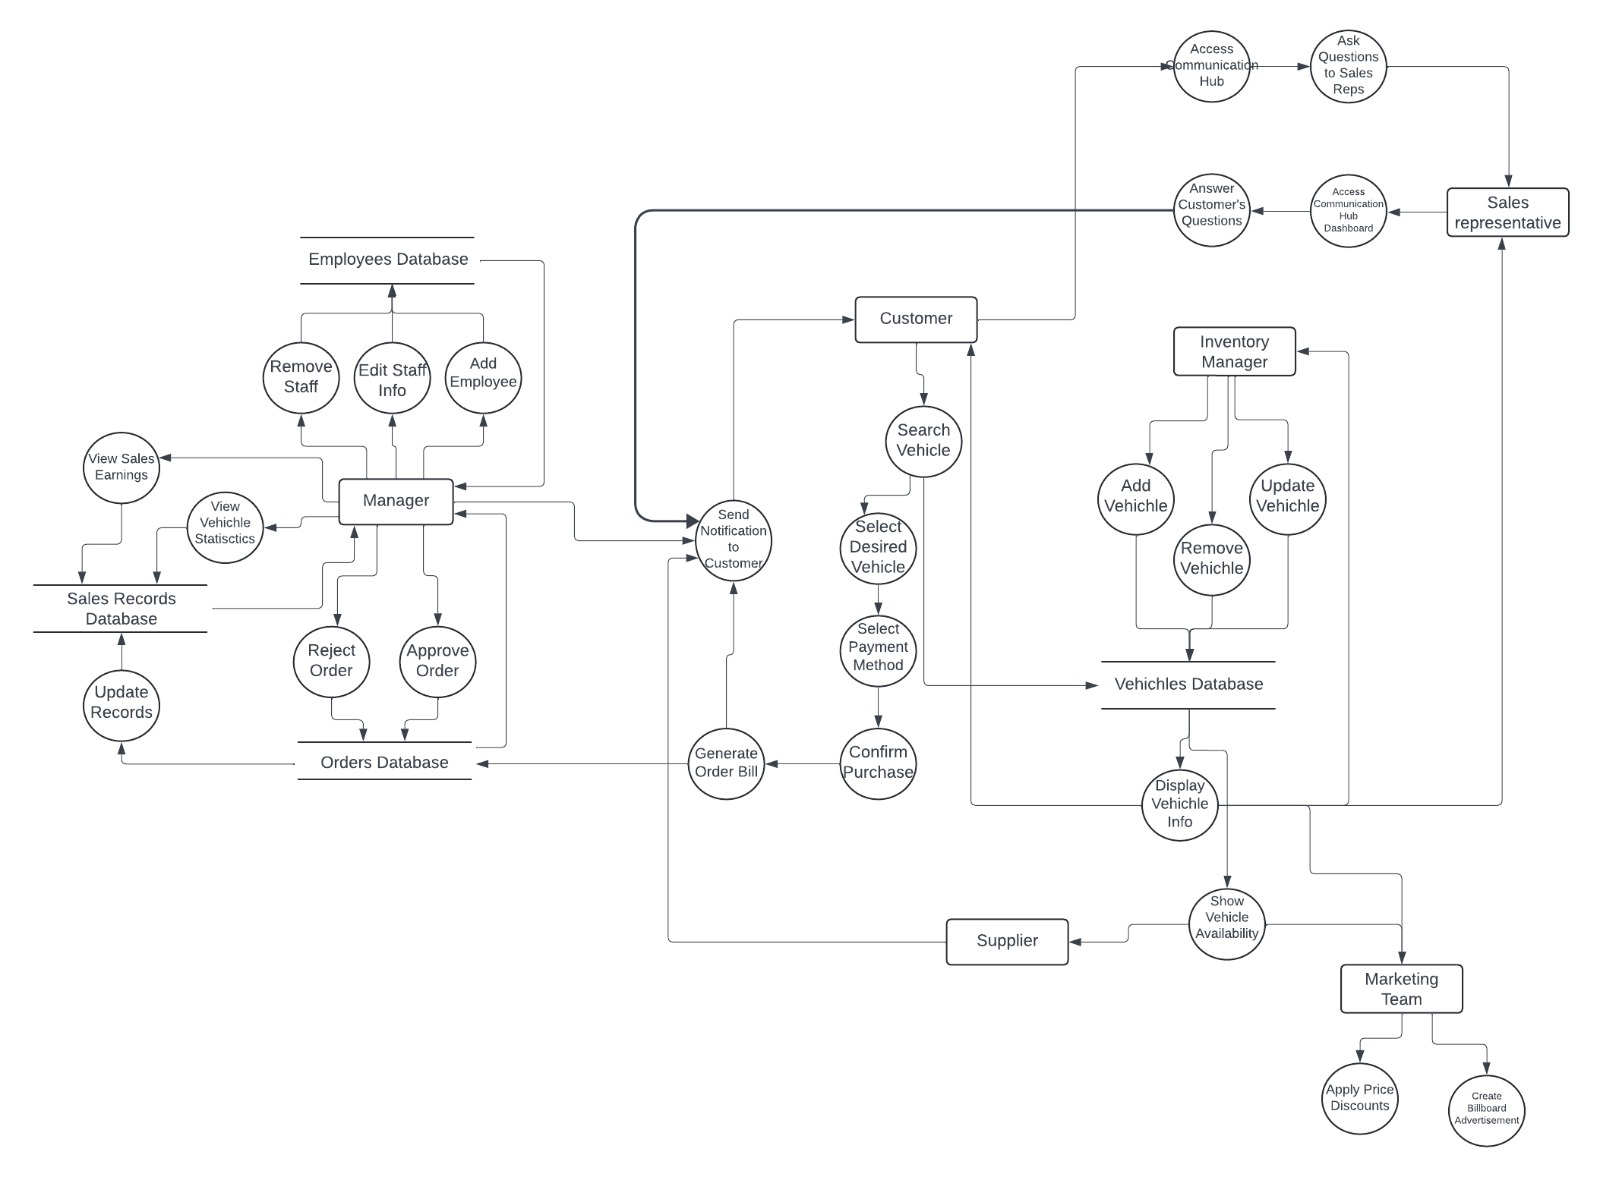 Access
Communication
Hub
Ask
Questions
to Sales
Reps
Answer
Customer's
Questions
Access
Communication
Hub
Dashboard
Sales
representative
Employees Database
Customer
Inventory
Manager
Remove
Staff
Edit Staff
Info
Add
Employee
Search
Vehicle
View Sales
Earnings
Manager
View
Vehichle
Statisctics
Send
Notification
to
Customer
Select
Desired
Vehicle
Add
Vehichle
Remove
Vehichle
Update
Vehichle
Sales Records
Database
Reject
Order
Approve
Order
Select
Payment
Method
Vehichles Database
Update
Records
Orders Database
Generate
Order Bill
Confirm
Purchase
Display
Vehichle
Info
Show
Vehicle
Availability
Supplier
Marketing
Team
Apply Price
Discounts
Create
Billboard
Advertisement